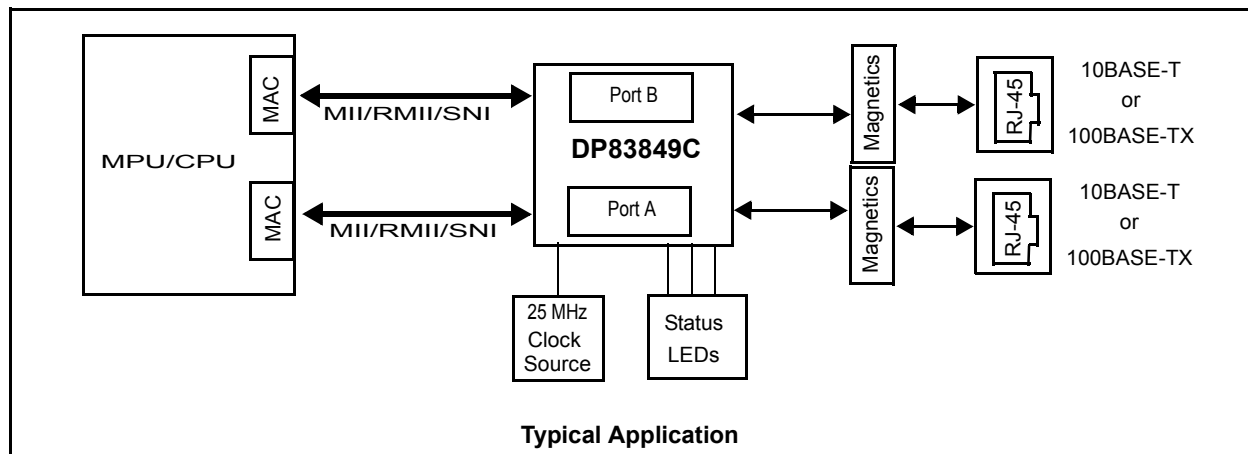 MPU/CPU
MAC
MII/RMII/SNI
MAC
MII/RMII/SNI
Port B
DP83849C
Port A
25 MHz
Clock
Source
Status
LEDs
Magnetics
Magnetics
RJ-45
10BASE-T
or
100BASE-TX
RJ-45
10BASE-T
or
100BASE-TX
Typical Application